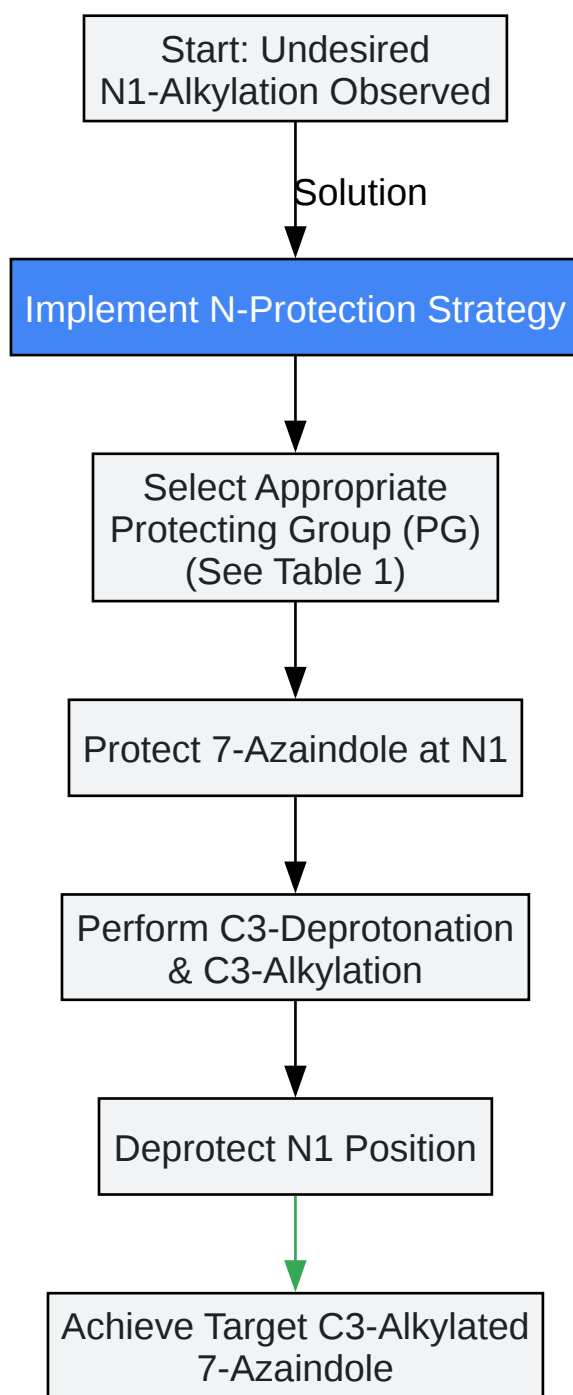 Start: Undesired
N1-Alkylation Observed
Solution
Implement N-Protection Strategy
Select Appropriate
Protecting Group (PG)
(See Table 1)
Protect 7-Azaindole at N1
Perform C3-Deprotonation
& C3-Alkylation
Deprotect N1 Position
Achieve Target C3-Alkylated
7-Azaindole